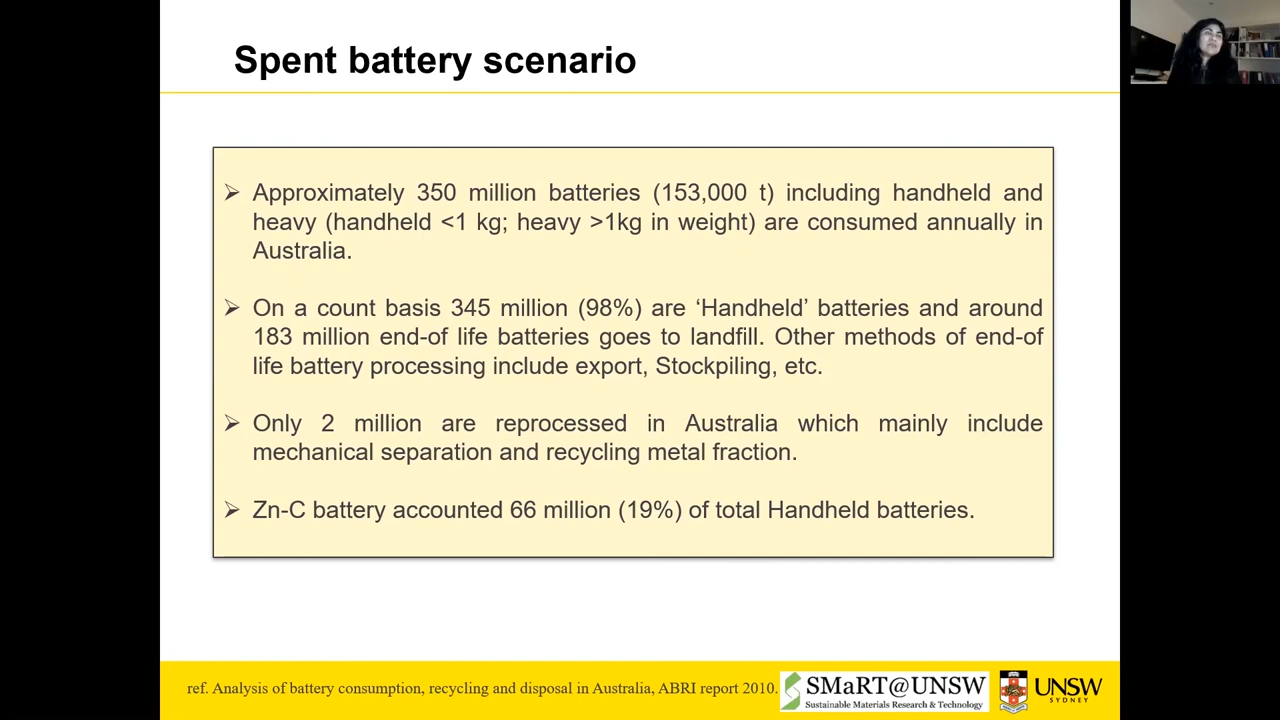 Spent battery scenario
Approximately 350 million batteries (153,000 t) including handheld and
heavy (handheld <1 kg; heavy >1kg in weight) are consumed annually in
Australia.
On a count basis 345 million (98%) are ‘Handheld’ batteries and around
183 million end-of life batteries goes to landfill. Other methods of end-of
life battery processing include export, Stockpiling, etc.
Only 2 million are reprocessed in Australia which mainly include
mechanical separation and recycling metal fraction.
Zn-C battery accounted 66 million (19%) of total Handheld batteries.
ref. Analysis of battery consumption, recycling and disposal in Australia, ABRI report 2010.
SMaRT@UNSW
Sustainable Materials Research & Technology
UNSW
SYDNEY